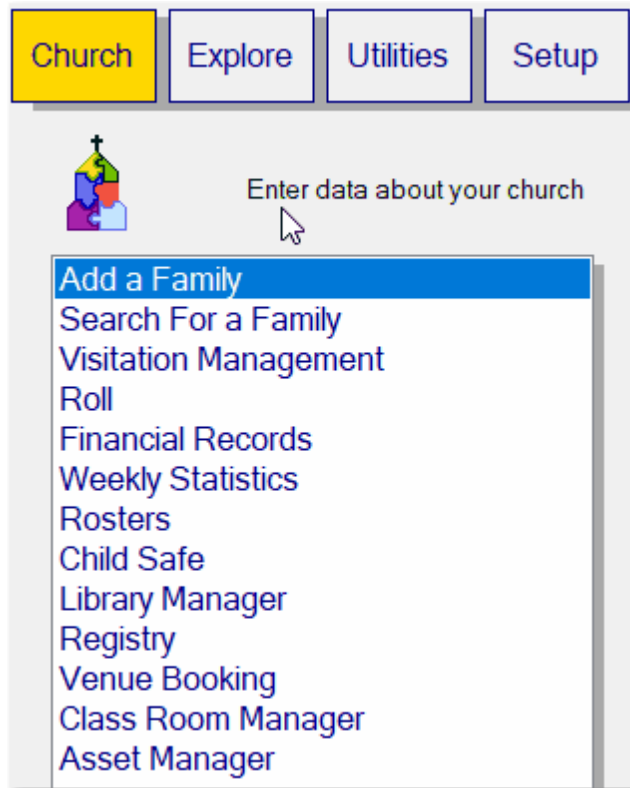 Church Explore Utilities Setup
Enter data about your church
Add a Family
Search For a Family
Visitation Management
Roll
Financial Records
Weekly Statistics
Rosters
Child Safe
Library Manager
Registry
Venue Booking
Class Room Manager
Asset Manager